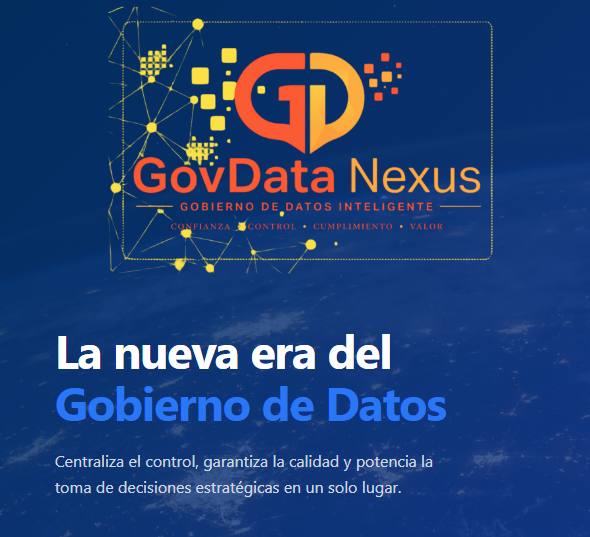 GD
GovData Nexus
GOBIERNO DE DATOS INTELIGENTE
CONFIANZA • CONTROL • CUMPLIMIENTO • VALOR
La nueva era del
Gobierno de Datos
Centraliza el control, garantiza la calidad y potencia la
toma de decisiones estratégicas en un solo lugar.